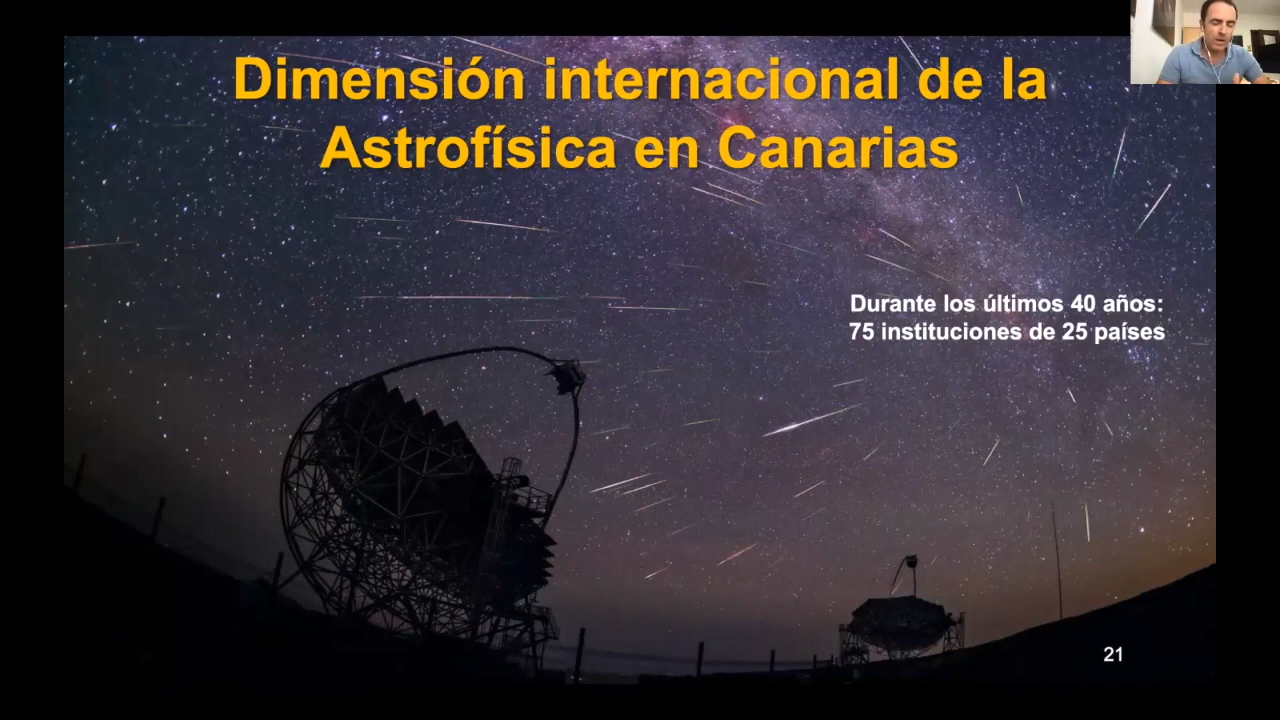 Dimensión internacional de la
Astrofísica en Canarias
Durante los últimos 40 años:
75 instituciones de 25 países
21